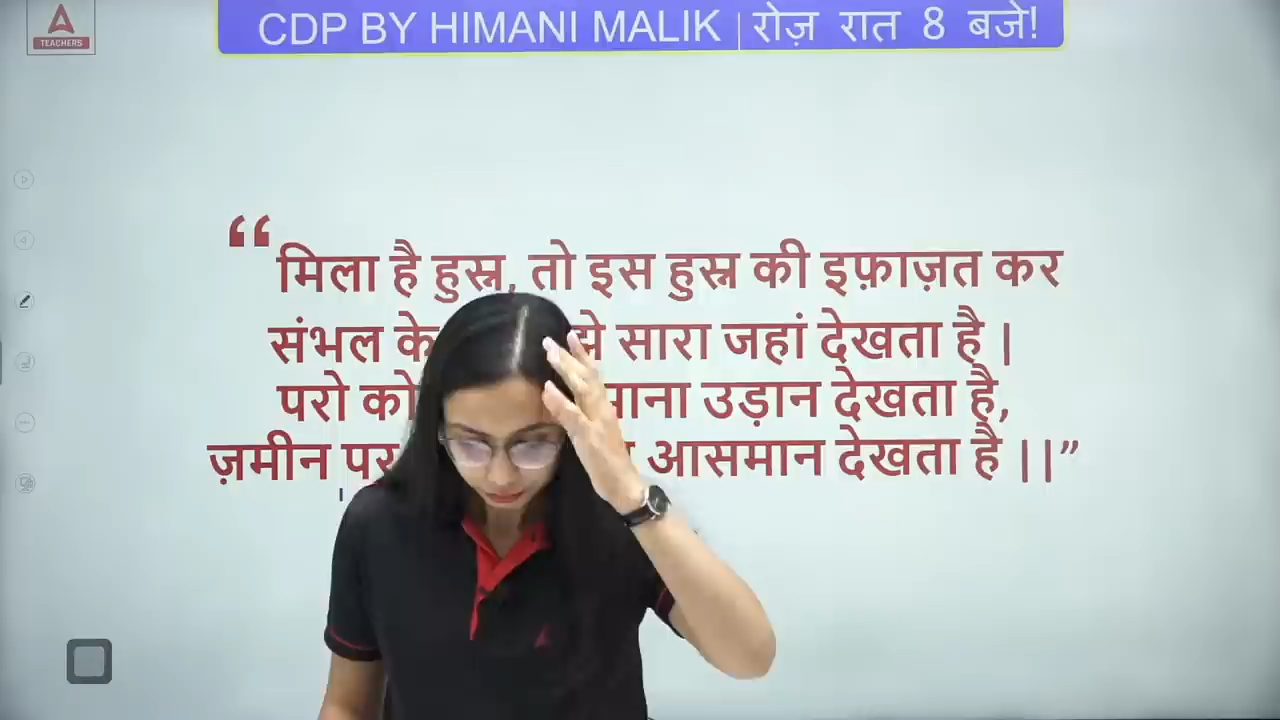 TEACHERS
CDP BY HIMANI MALIK | रोज़ रात 8 बजे!
“मिला है हुस्न, तो इस हुस्न की इफ़ाज़त कर
संभल के सारा जहां देखता है |
परो को उड़ान देखता है,
ज़मीन पर आसमान देखता है ||”